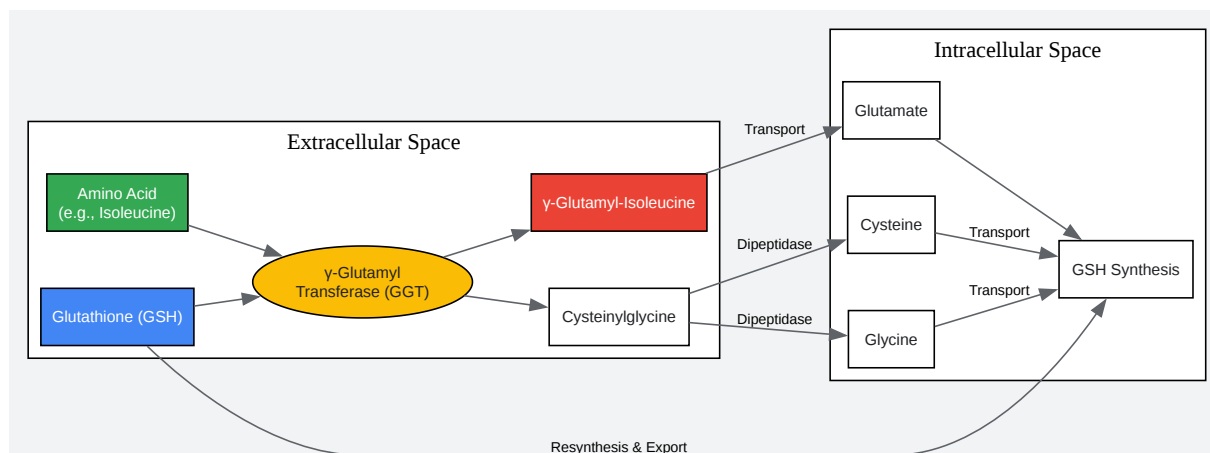 Intracellular Space
Glutamate
Transport
Extracellular Space
Amino Acid
(e.g., Isoleucine)
γ-Glutamyl-Isoleucine
Cysteine
Transport
Dipeptidase
γ-Glutamyl
Transferase (GGT)
GSH Synthesis
Transport
Glutathione (GSH)
Cysteinylglycine
Dipeptidase
Glycine
Resynthesis & Export